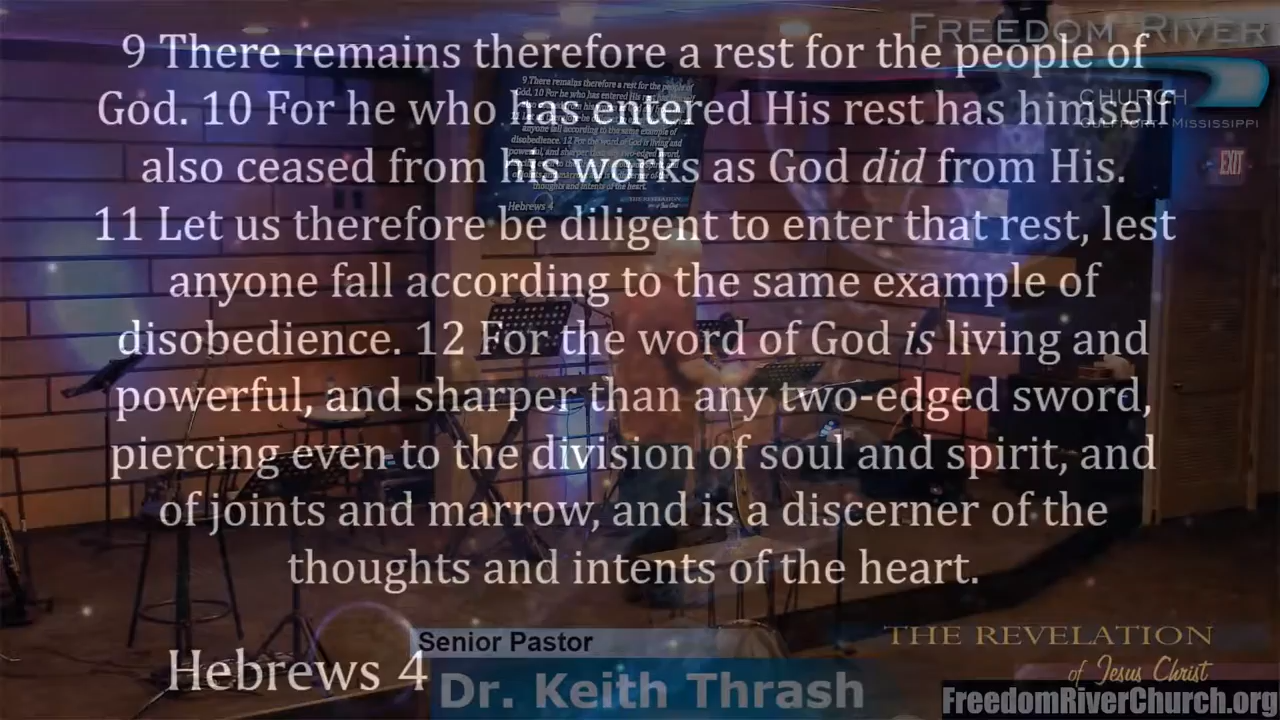 FREEDOM RIVER
CHURCH
GULFPORT, MISSISSIPPI
EXIT
9 There remains therefore a rest for the people of
God. 10 For he who has entered His rest has himself
also ceased from his works as God did from His.
11 Let us therefore be diligent to enter that rest, lest
anyone fall according to the same example of
disobedience. 12 For the word of God is living and
powerful, and sharper than any two-edged sword,
piercing even to the division of soul and spirit, and
of joints and marrow, and is a discerner of the
thoughts and intents of the heart.
Hebrews 4
Senior Pastor
Dr. Keith Thrash
THE REVELATION
of Jesus Christ
FreedomRiverChurch.org